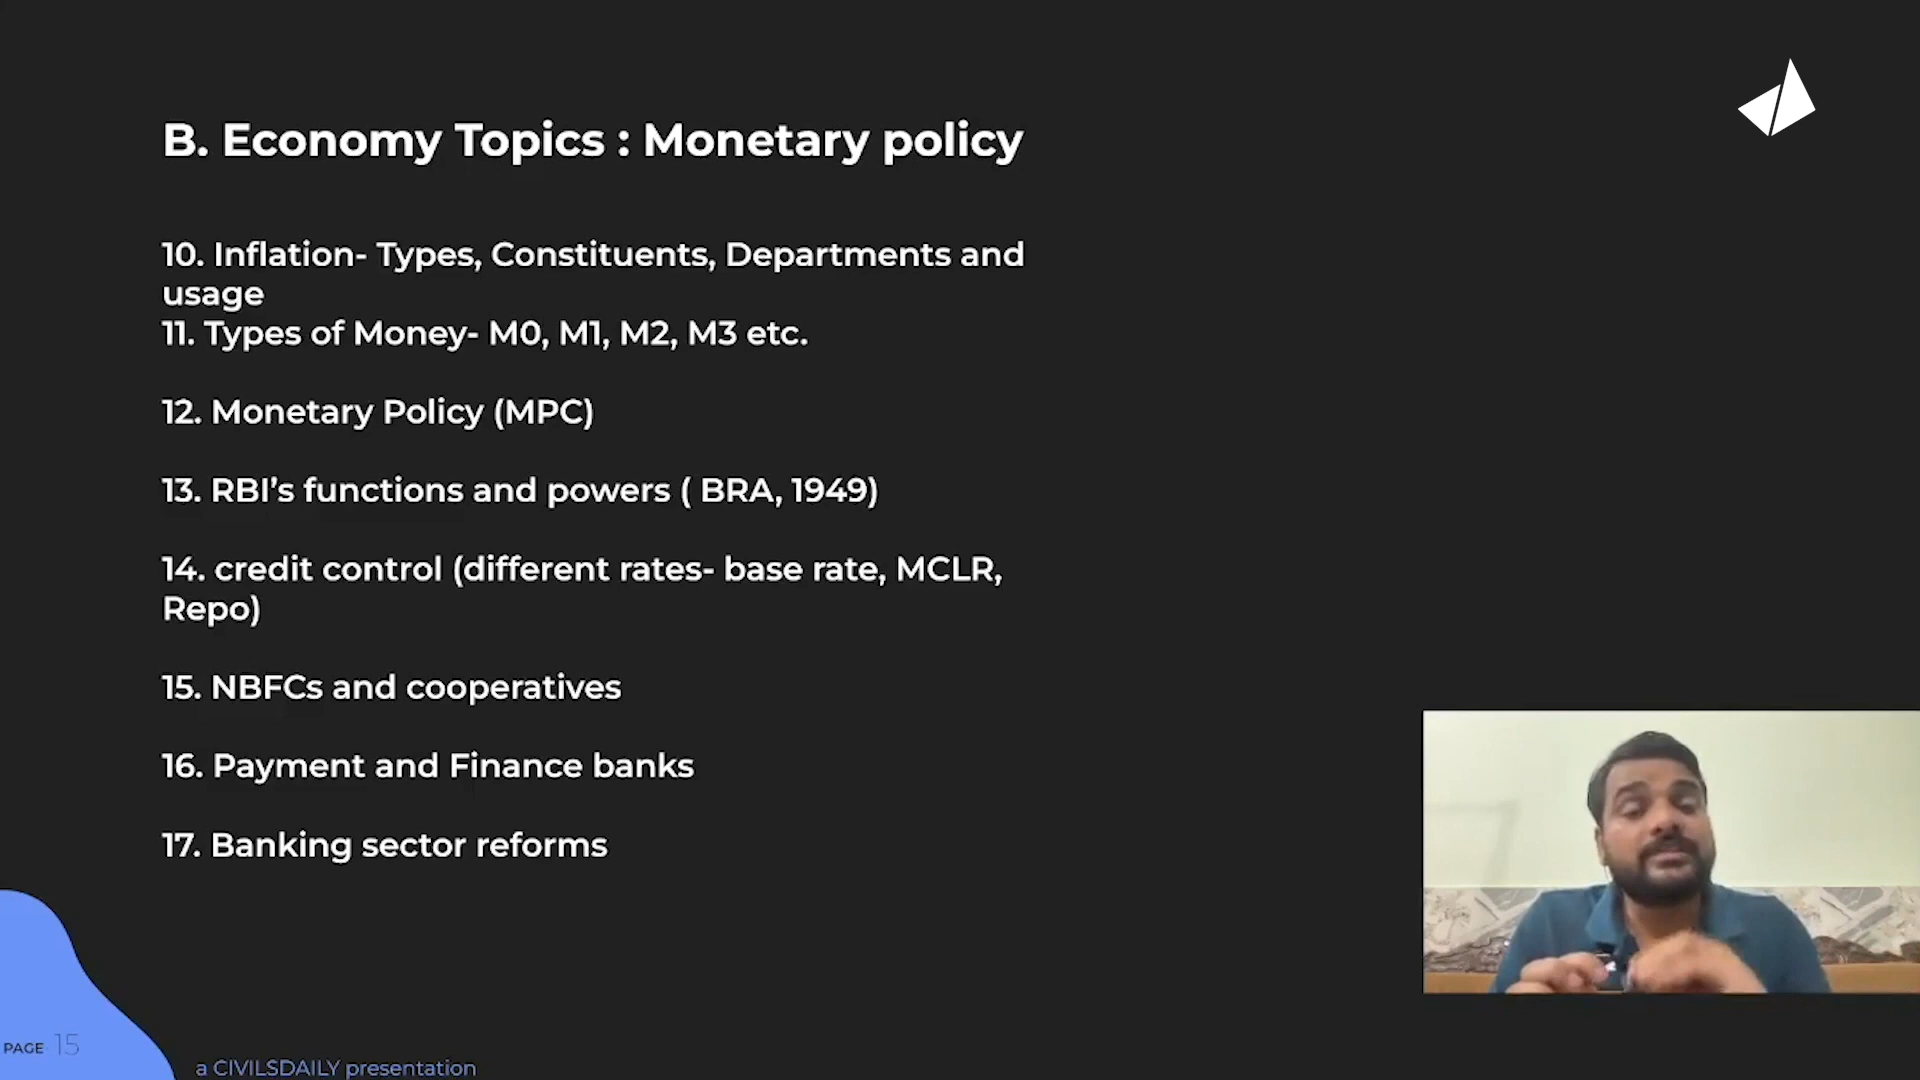 B. Economy Topics : Monetary policy
10. Inflation- Types, Constituents, Departments and
usage
11. Types of Money- M0, M1, M2, M3 etc.
12. Monetary Policy (MPC)
13. RBI’s functions and powers ( BRA, 1949)
14. credit control (different rates- base rate, MCLR,
Repo)
15. NBFCs and cooperatives
16. Payment and Finance banks
17. Banking sector reforms
PAGE 15
a CIVILSDAILY presentation